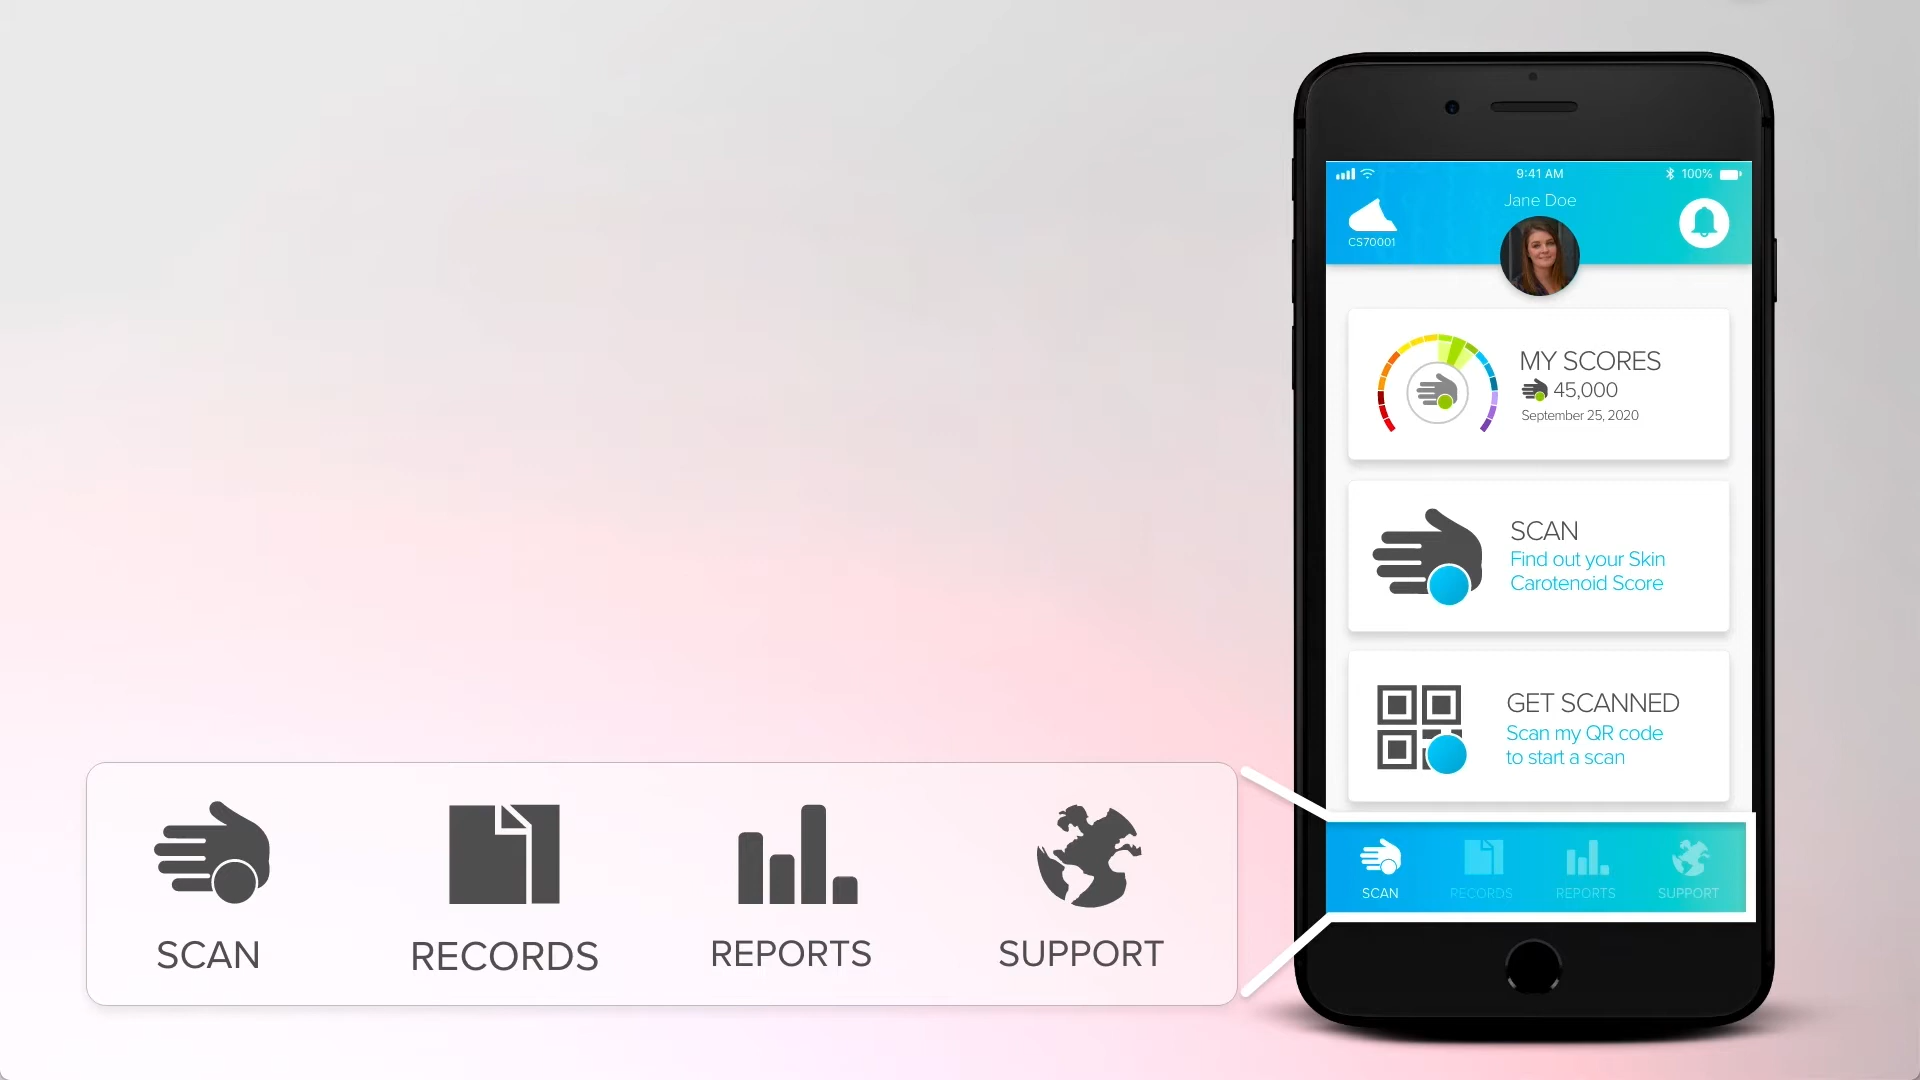 9:41 AM
100%
Jane Doe
CS70001
MY SCORES
45,000
September 25, 2020
SCAN
Find out your Skin
Carotenoid Score
GET SCANNED
Scan my QR code
to start a scan
SCAN RECORDS REPORTS SUPPORT
SCAN RECORDS REPORTS SUPPORT